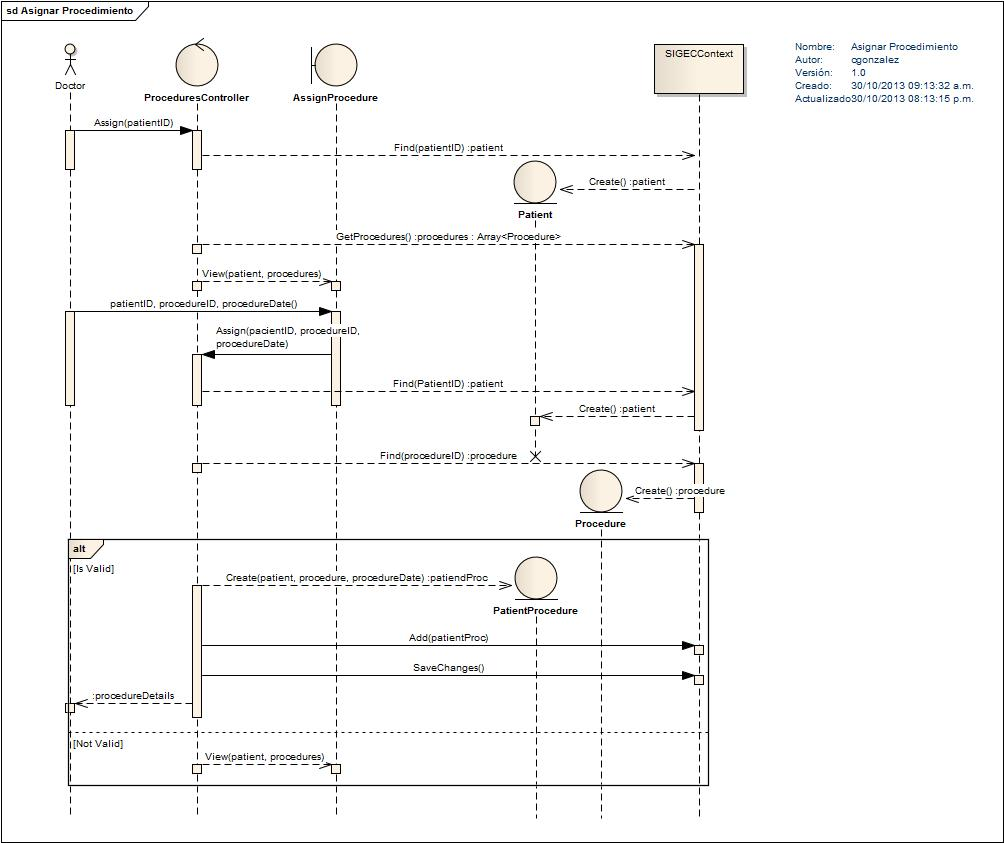 sd Asignar Procedimiento
Nombre: Asignar Procedimiento
Autor: cgonzalez
Versión: 1.0
Creado: 30/10/2013 09:13:32 a.m.
Actualizado30/10/2013 08:13:15 p.m.
Doctor
ProceduresController
AssignProcedure
SIGECContext
Assign(patientID)
Find(patientID) :patient
Create() :patient
Patient
GetProcedures() :procedures : Array<Procedure>
View(patient, procedures)
patientID, procedureID, procedureDate()
Assign(pacientID, procedureID,
procedureDate)
Find(PatientID) :patient
Create() :patient
Find(procedureID) :procedure
Create() :procedure
Procedure
alt
[Is Valid]
Create(patient, procedure, procedureDate) :patiendProc
PatientProcedure
Add(patientProc)
SaveChanges()
:procedureDetails
[Not Valid]
View(patient, procedures)